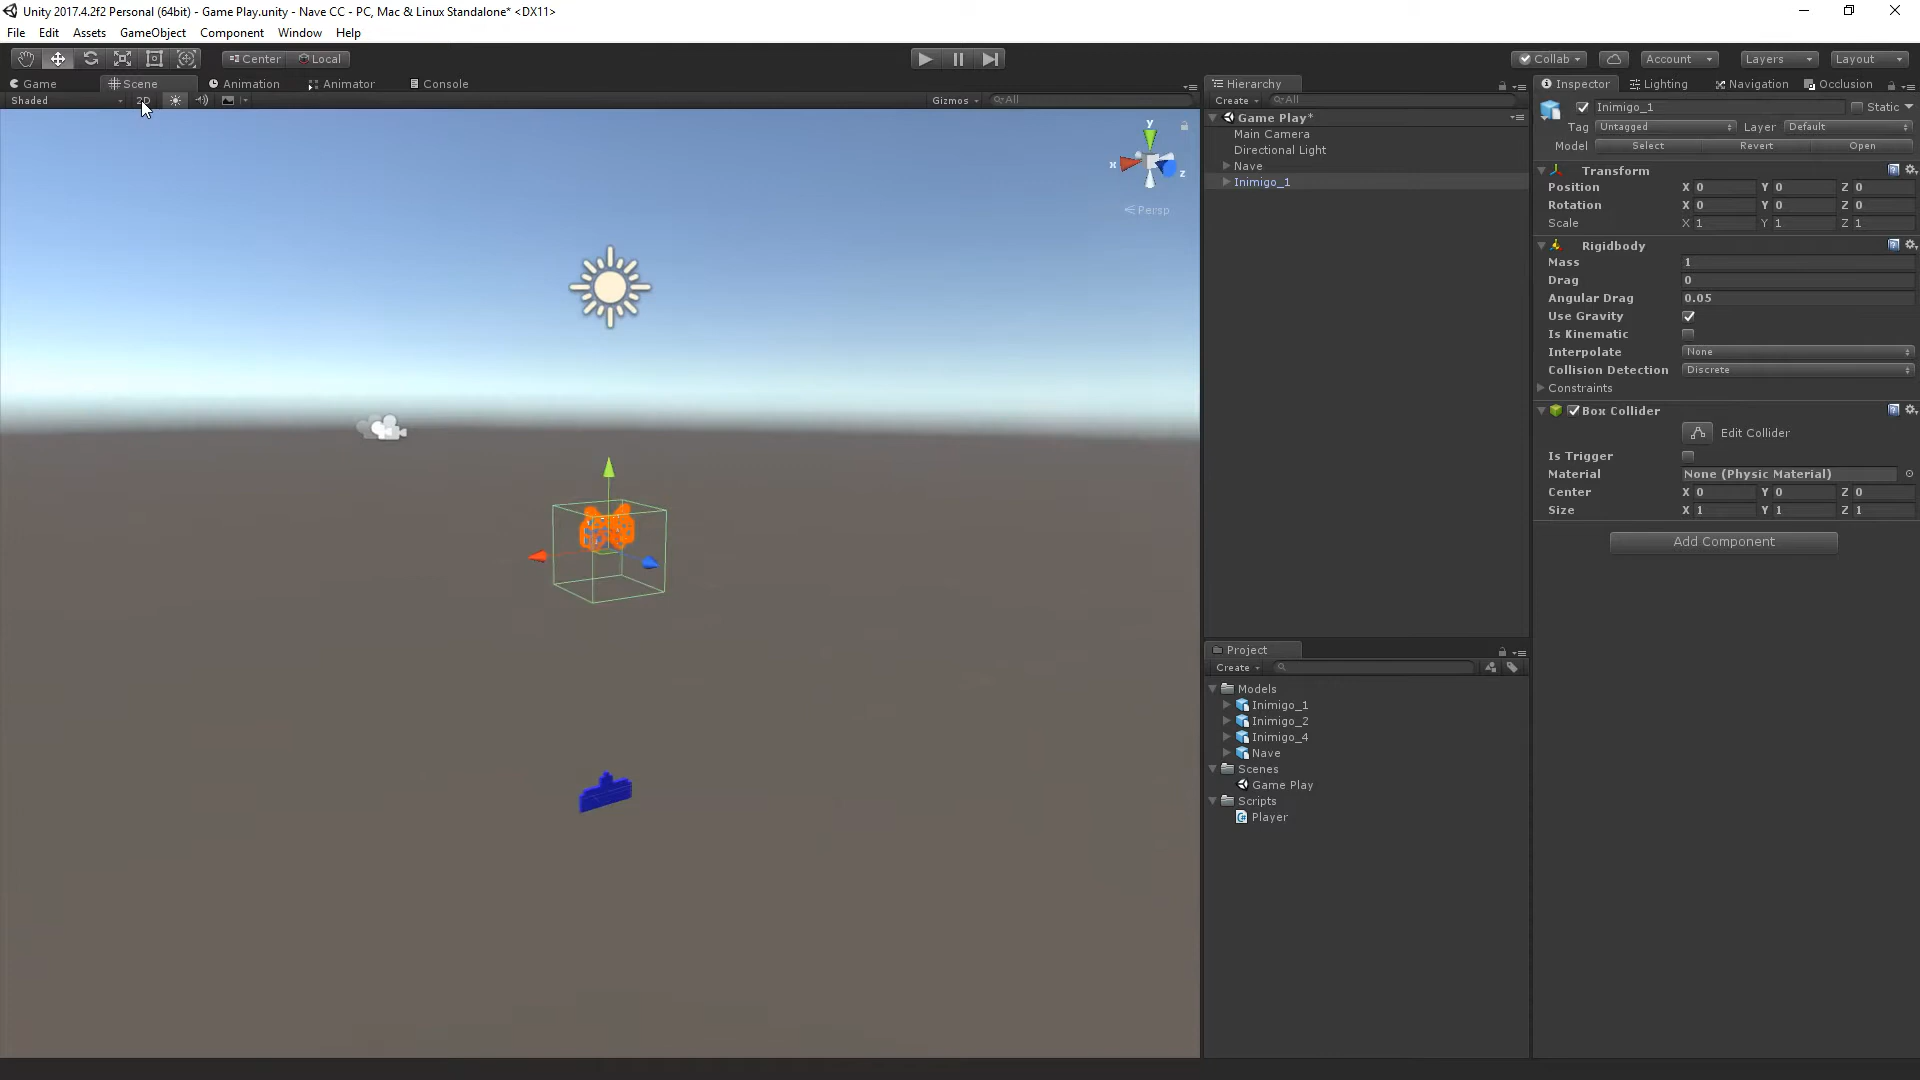 Unity 2017.4.2f2 Personal (64bit) - Game Play.unity - Nave CC - PC, Mac & Linux Standalone* <DX11>
File Edit Assets GameObject Component Window Help
Center Local Collab Account Layers Layout
Game Scene Animation Animator Console
Shaded 2D Gizmos All
y
x
z
Persp
Hierarchy
Create All
Game Play*
Main Camera
Directional Light
Nave
Inimigo_1
Project
Create
Models
Inimigo_1
Inimigo_2
Inimigo_4
Nave
Scenes
Game Play
Scripts
Player
Inspector Lighting Navigation Occlusion
Inimigo_1 Static
Tag Untagged Layer Default
Model Select Revert Open
Transform
Position X 0 Y 0 Z 0
Rotation X 0 Y 0 Z 0
Scale X 1 Y 1 Z 1
Rigidbody
Mass 1
Drag 0
Angular Drag 0.05
Use Gravity
Is Kinematic
Interpolate None
Collision Detection Discrete
Constraints
Box Collider
Edit Collider
Is Trigger
Material None (Physic Material)
Center X 0 Y 0 Z 0
Size X 1 Y 1 Z 1
Add Component